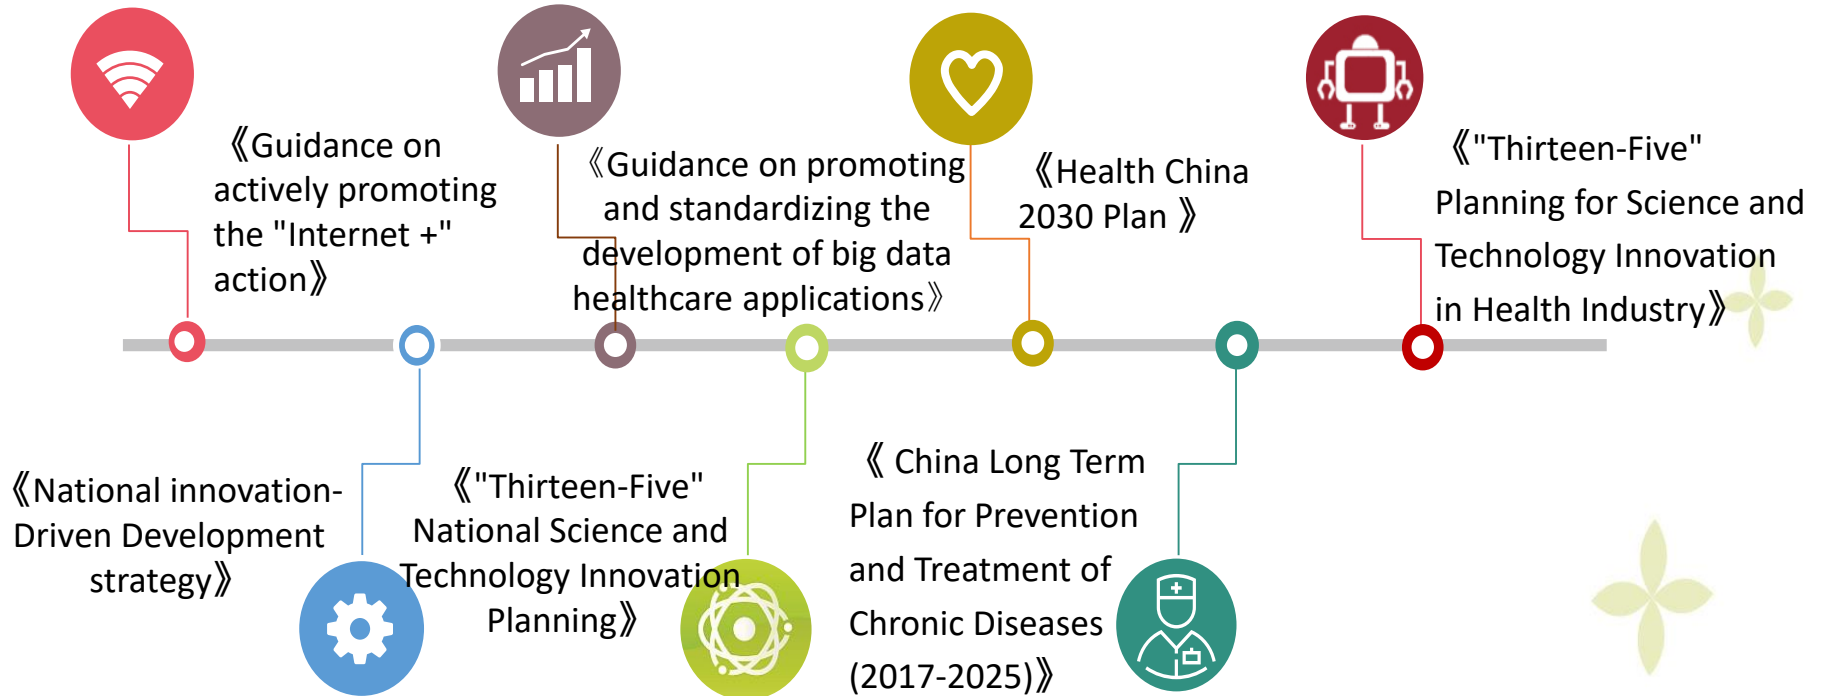 《Guidance on
actively promoting
the "Internet +"
action》
《Guidance on promoting
and standardizing the
development of big data
healthcare applications》
《Health China
2030 Plan 》
《"Thirteen-Five"
Planning for Science and
Technology Innovation
in Health Industry》
《National innovation-
Driven Development
strategy》
《"Thirteen-Five"
National Science and
Technology Innovation
Planning》
《 China Long Term
Plan for Prevention
and Treatment of
Chronic Diseases
(2017-2025)》